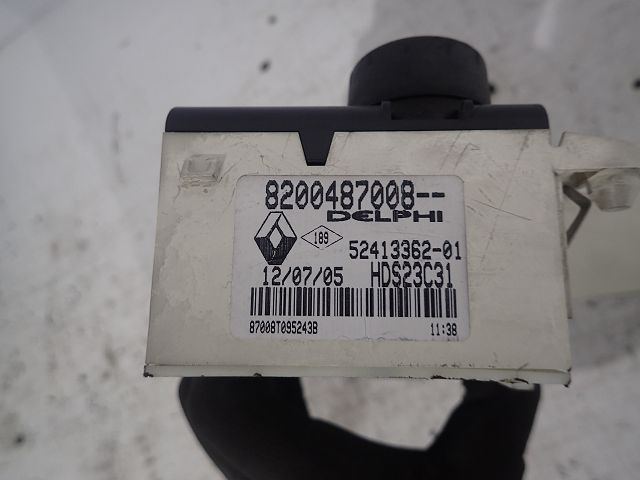 8200487008--
DELPHI
189
52413362-01
12/07/05 HDS23C31
87008T095243B 11:38